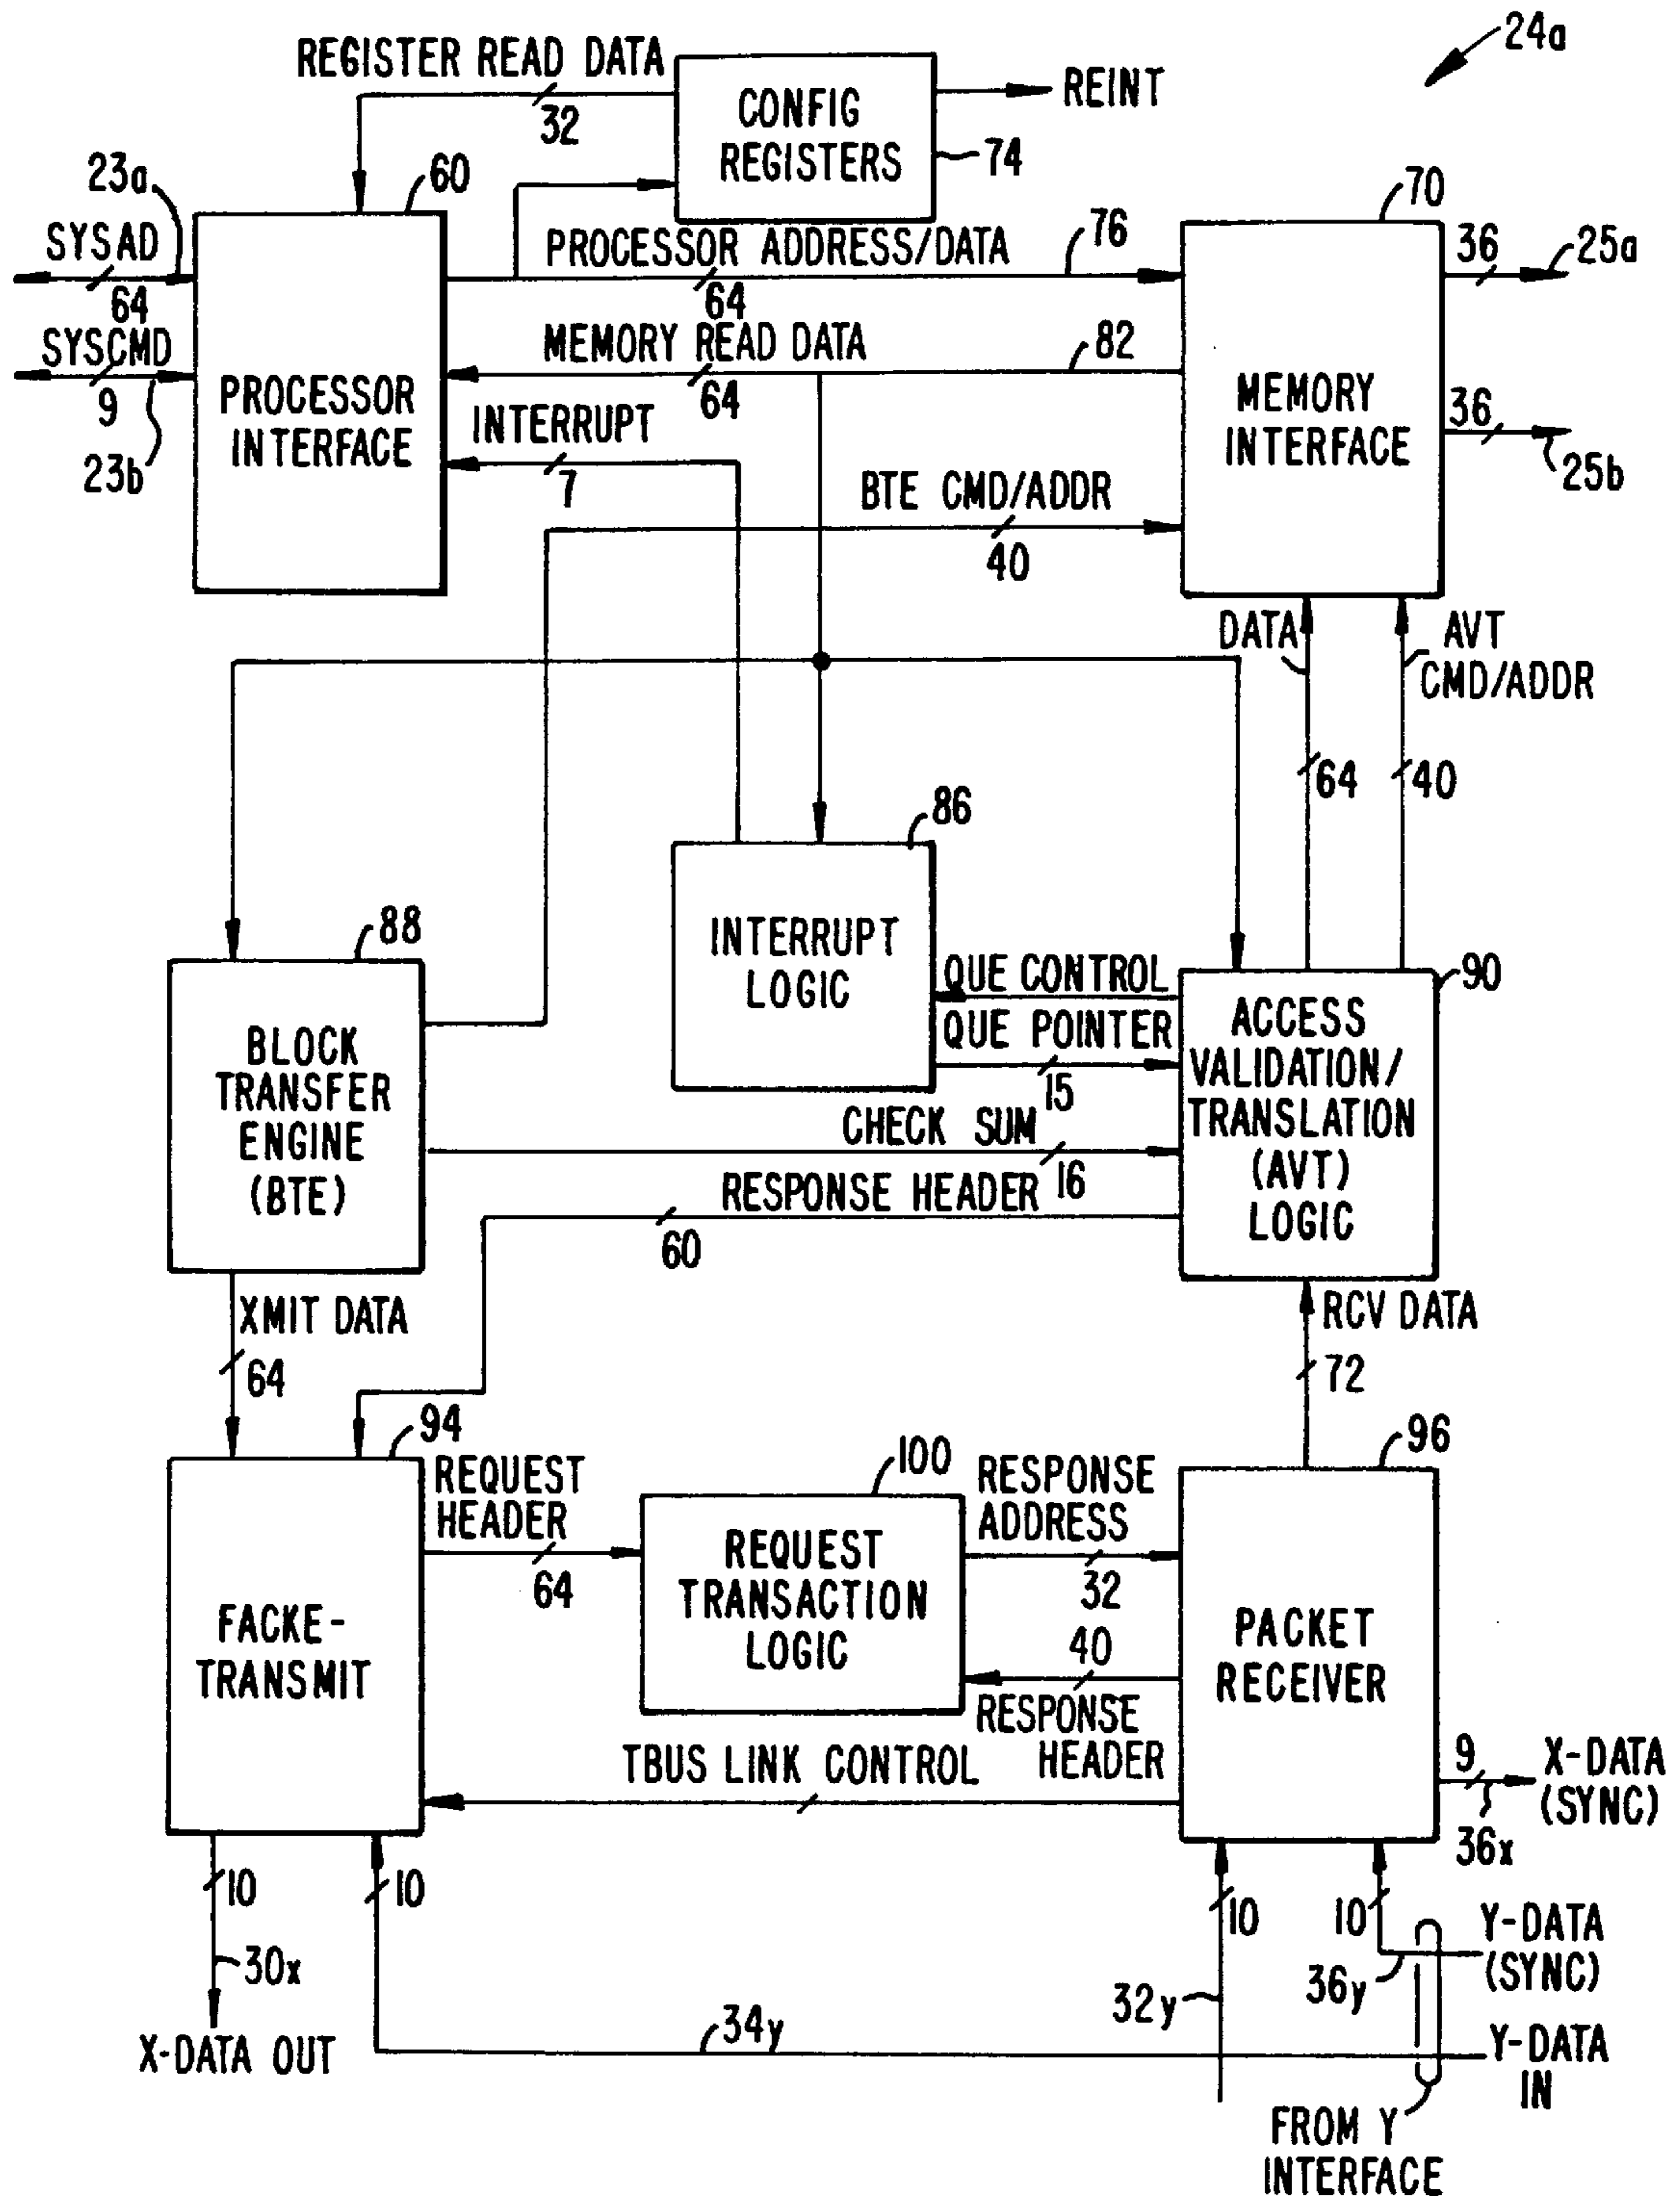 24a
REGISTER READ DATA
32
CONFIG
REGISTERS
REINT
74
23a
60
70
SYSAD
64
PROCESSOR ADDRESS/DATA
76
64
36
25a
SYSCMD
9
23b
PROCESSOR
INTERFACE
MEMORY READ DATA
82
64
MEMORY
INTERFACE
36
25b
INTERRUPT
7
BTE CMD/ADDR
40
DATA
AVT
CMD/ADDR
64
40
86
INTERRUPT
LOGIC
88
BLOCK
TRANSFER
ENGINE
(BTE)
QUE CONTROL
QUE POINTER
15
90
ACCESS
VALIDATION/
TRANSLATION
(AVT)
LOGIC
CHECK SUM
16
RESPONSE HEADER
60
XMIT DATA
64
RCV DATA
72
94
REQUEST
HEADER
64
100
REQUEST
TRANSACTION
LOGIC
RESPONSE
ADDRESS
32
96
FACKE-
TRANSMIT
40
RESPONSE
HEADER
PACKET
RECEIVER
TBUS LINK CONTROL
9
X-DATA
(SYNC)
36x
10
10
10
10
30x
X-DATA OUT
34y
32y
36y
Y-DATA
(SYNC)
Y-DATA
IN
FROM Y
INTERFACE